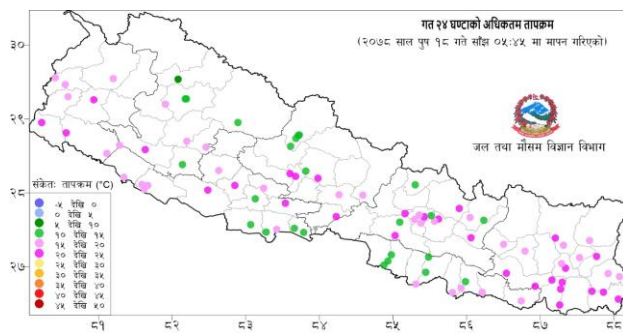 गत २४ घण्टाको अधिकतम तापक्रम
(२०७८ साल पुष १८ गते साँझ ०५:४५ मा मापन गरिएको)
जल तथा मौसम विज्ञान विभाग
संकेतः तापक्रम (°C)
-५ देखि ०
० देखि ५
५ देखि १०
१० देखि १५
१५ देखि २०
२० देखि २५
२५ देखि ३०
३० देखि ३५
३५ देखि ४०
४० देखि ४५
४५ देखि ५०
३०
२९
२८
२७
८१
८२
८३
८४
८५
८६
८७
८८